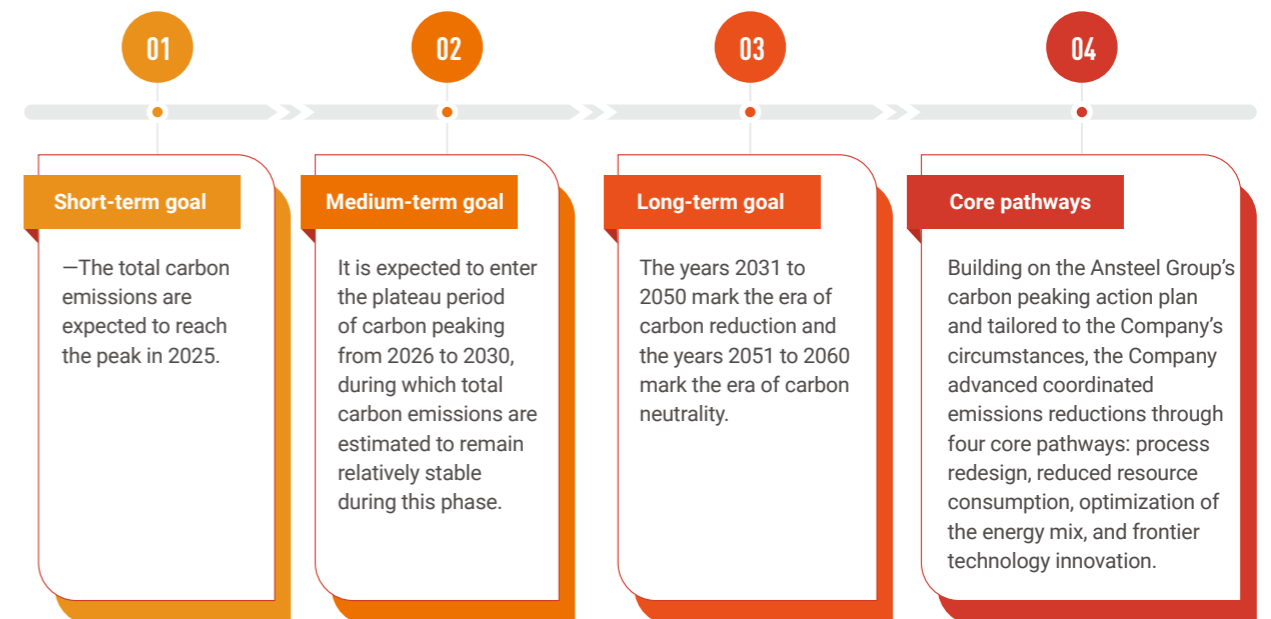 01
Short-term goal
—The total carbon
emissions are
expected to reach
the peak in 2025.
02
Medium-term goal
It is expected to enter
the plateau period
of carbon peaking
from 2026 to 2030,
during which total
carbon emissions are
estimated to remain
relatively stable
during this phase.
03
Long-term goal
The years 2031 to
2050 mark the era of
carbon reduction and
the years 2051 to 2060
mark the era of carbon
neutrality.
04
Core pathways
Building on the Ansteel Group’s
carbon peaking action plan
and tailored to the Company’s
circumstances, the Company
advanced coordinated
emissions reductions through
four core pathways: process
redesign, reduced resource
consumption, optimization of
the energy mix, and frontier
technology innovation.